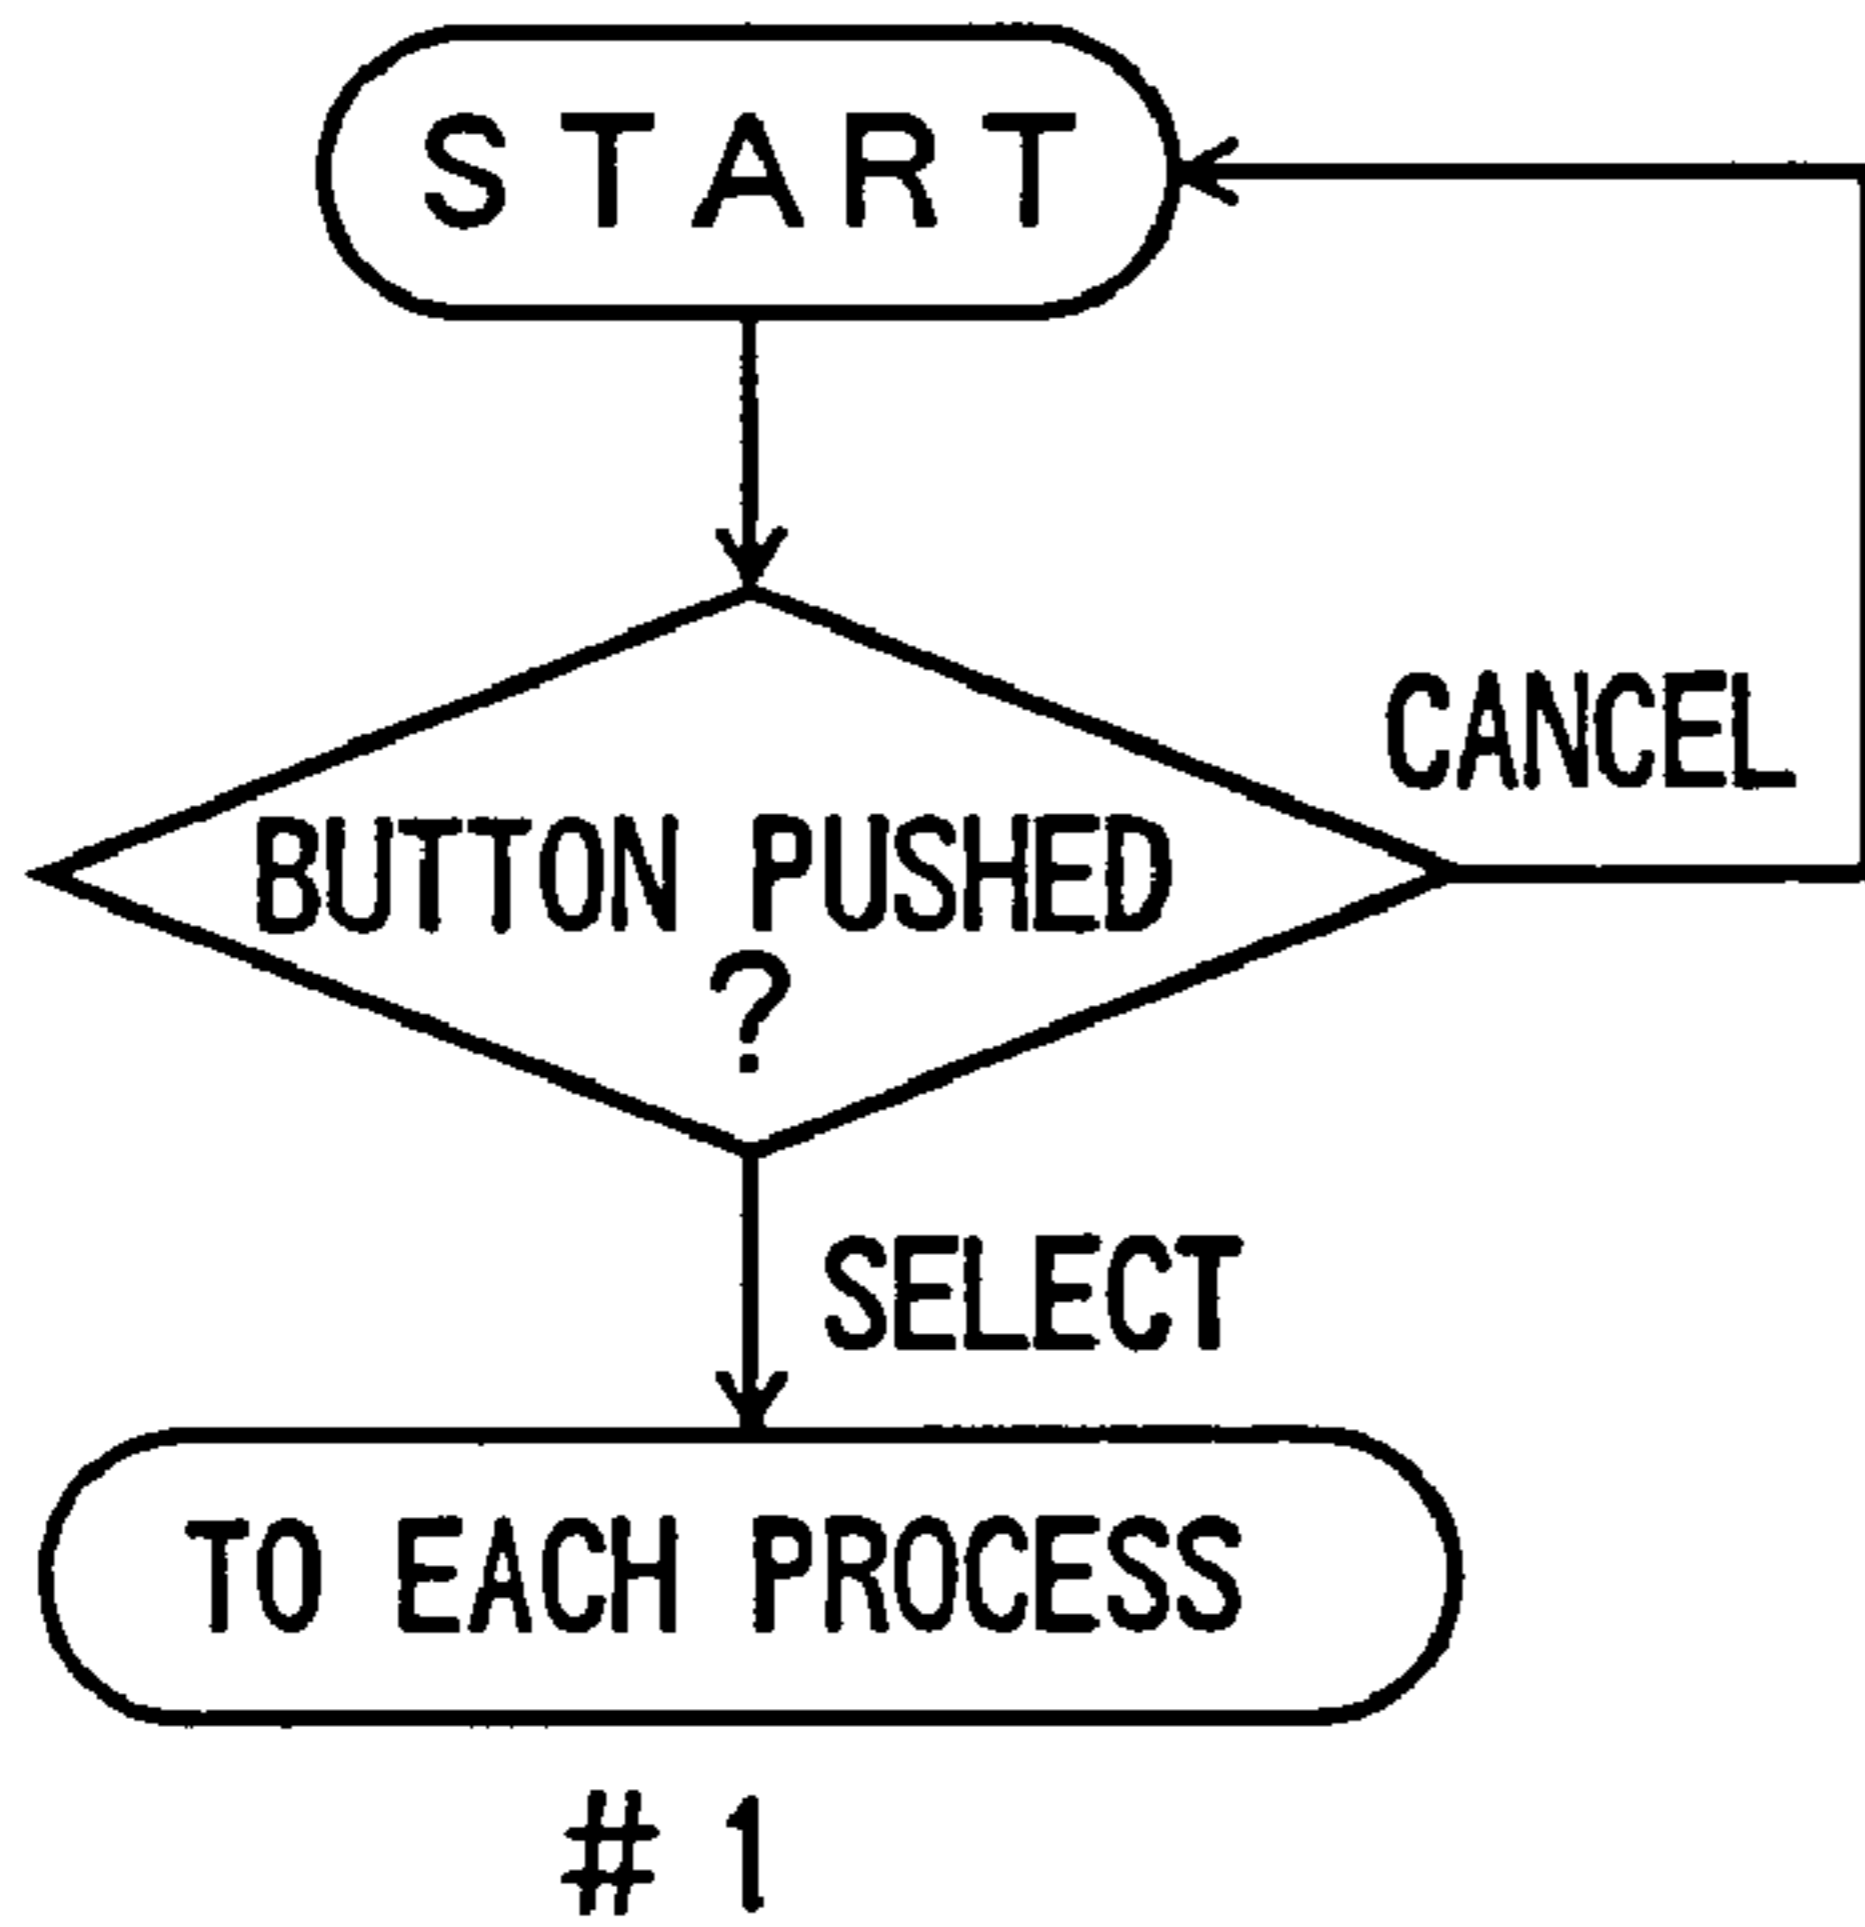 START
CANCEL
BUTTON PUSHED
?
SELECT
TO EACH PROCESS
# 1